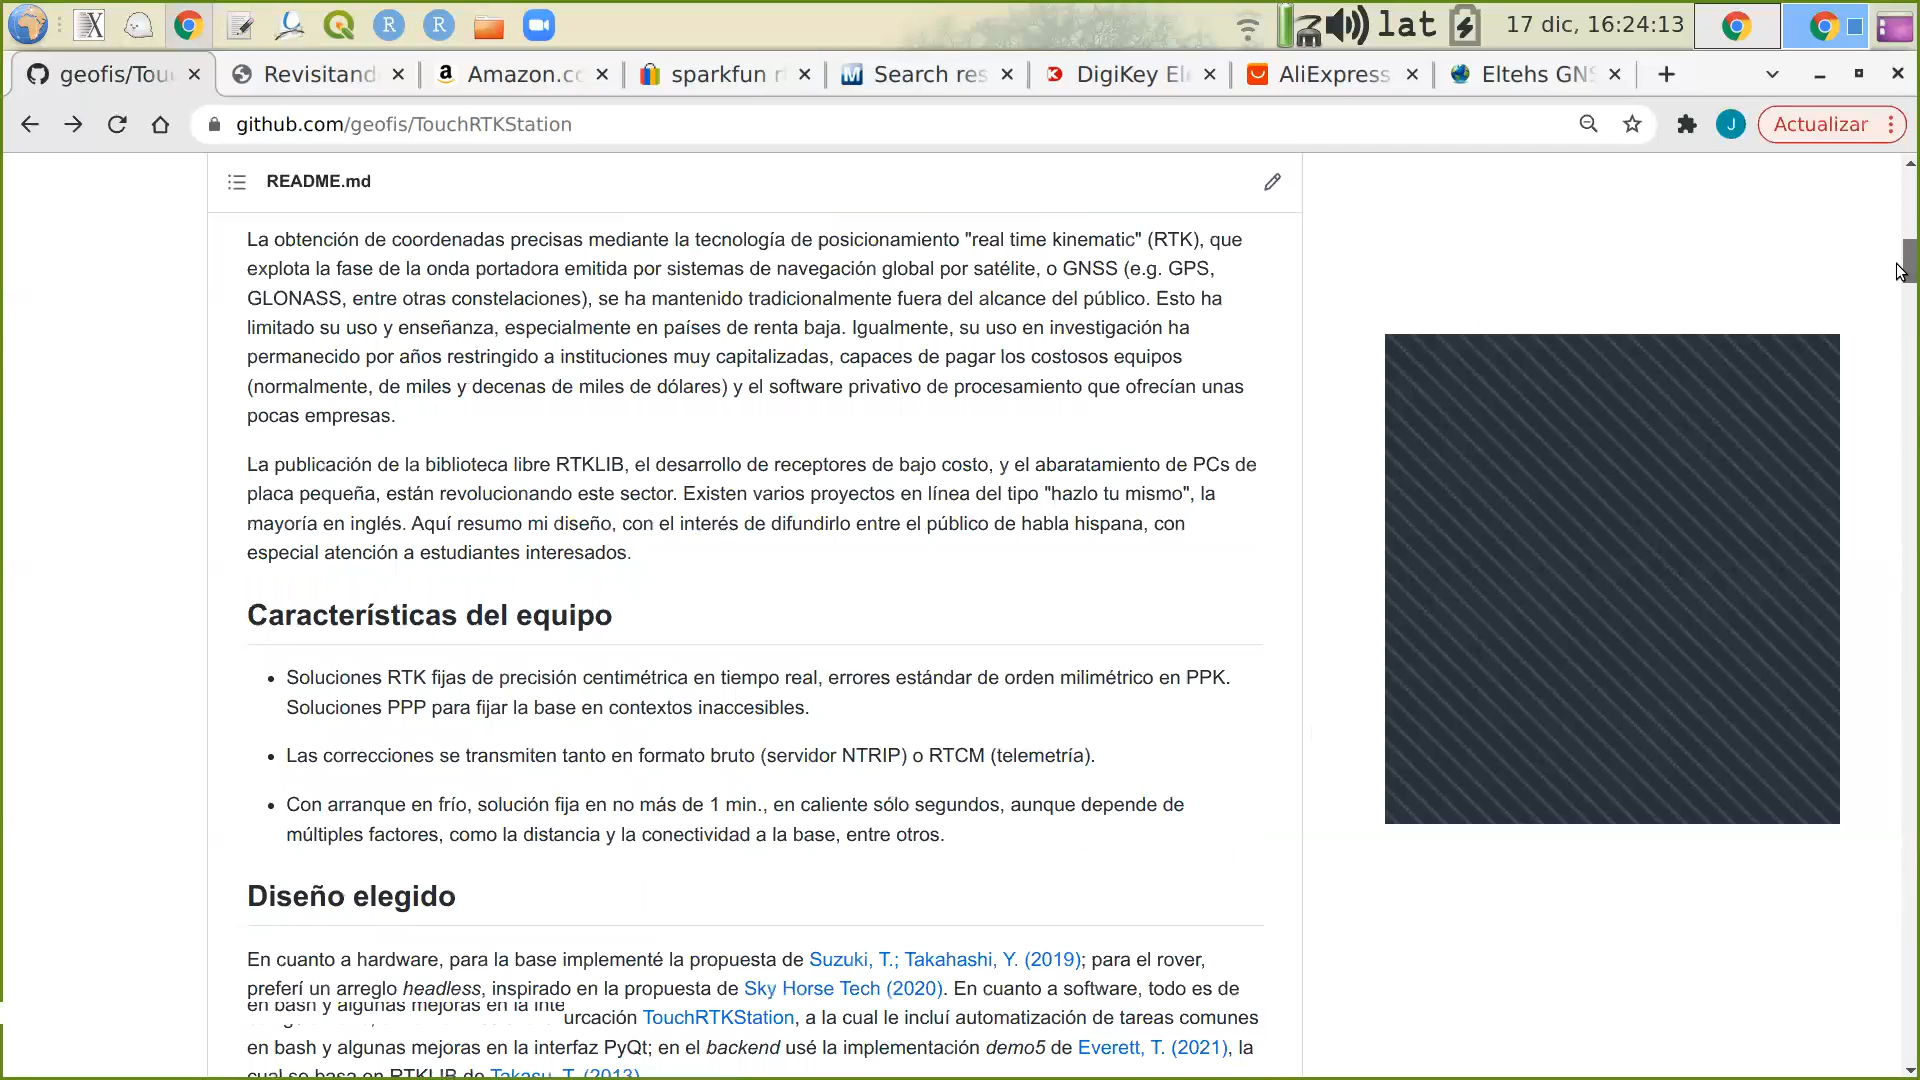 lat
17 dic, 16:24:13
geofis/Tou
Revisitand
Amazon.co
sparkfun r
Search res
DigiKey El
AliExpress
Eltehs GNS
github.com/geofis/TouchRTKStation
J
Actualizar
README.md
La obtención de coordenadas precisas mediante la tecnología de posicionamiento "real time kinematic" (RTK), que
explota la fase de la onda portadora emitida por sistemas de navegación global por satélite, o GNSS (e.g. GPS,
GLONASS, entre otras constelaciones), se ha mantenido tradicionalmente fuera del alcance del público. Esto ha
limitado su uso y enseñanza, especialmente en países de renta baja. Igualmente, su uso en investigación ha
permanecido por años restringido a instituciones muy capitalizadas, capaces de pagar los costosos equipos
(normalmente, de miles y decenas de miles de dólares) y el software privativo de procesamiento que ofrecían unas
pocas empresas.
La publicación de la biblioteca libre RTKLIB, el desarrollo de receptores de bajo costo, y el abaratamiento de PCs de
placa pequeña, están revolucionando este sector. Existen varios proyectos en línea del tipo "hazlo tu mismo", la
mayoría en inglés. Aquí resumo mi diseño, con el interés de difundirlo entre el público de habla hispana, con
especial atención a estudiantes interesados.
Características del equipo
• Soluciones RTK fijas de precisión centimétrica en tiempo real, errores estándar de orden milimétrico en PPK.
Soluciones PPP para fijar la base en contextos inaccesibles.
• Las correcciones se transmiten tanto en formato bruto (servidor NTRIP) o RTCM (telemetría).
• Con arranque en frío, solución fija en no más de 1 min., en caliente sólo segundos, aunque depende de
múltiples factores, como la distancia y la conectividad a la base, entre otros.
Diseño elegido
En cuanto a hardware, para la base implementé la propuesta de Suzuki, T.; Takahashi, Y. (2019); para el rover,
preferí un arreglo headless, inspirado en la propuesta de Sky Horse Tech (2020). En cuanto a software, todo es de
en bash y algunas mejoras en la inte
urcación TouchRTKStation, a la cual le incluí automatización de tareas comunes
en bash y algunas mejoras en la interfaz PyQt; en el backend usé la implementación demo5 de Everett, T. (2021), la
cual se basa en RTKLIB de Takasu, T. (2013)